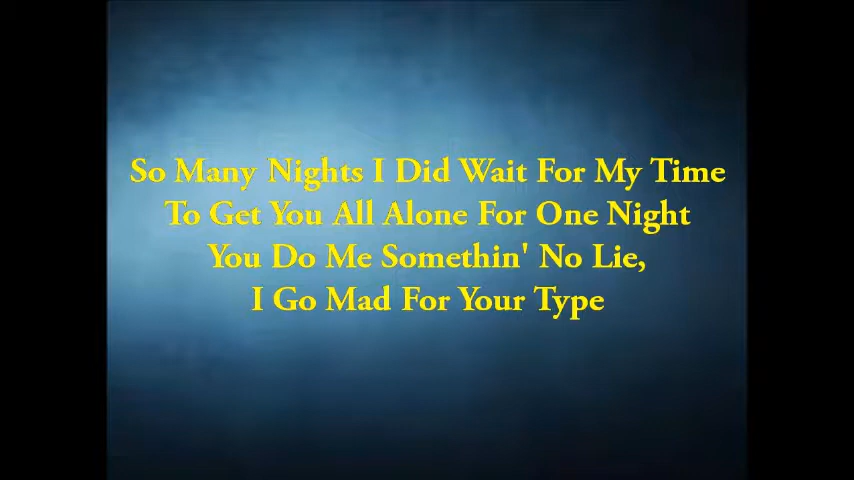 So Many Nights I Did Wait For My Time
To Get You All Alone For One Night
You Do Me Somethin' No Lie,
I Go Mad For Your Type